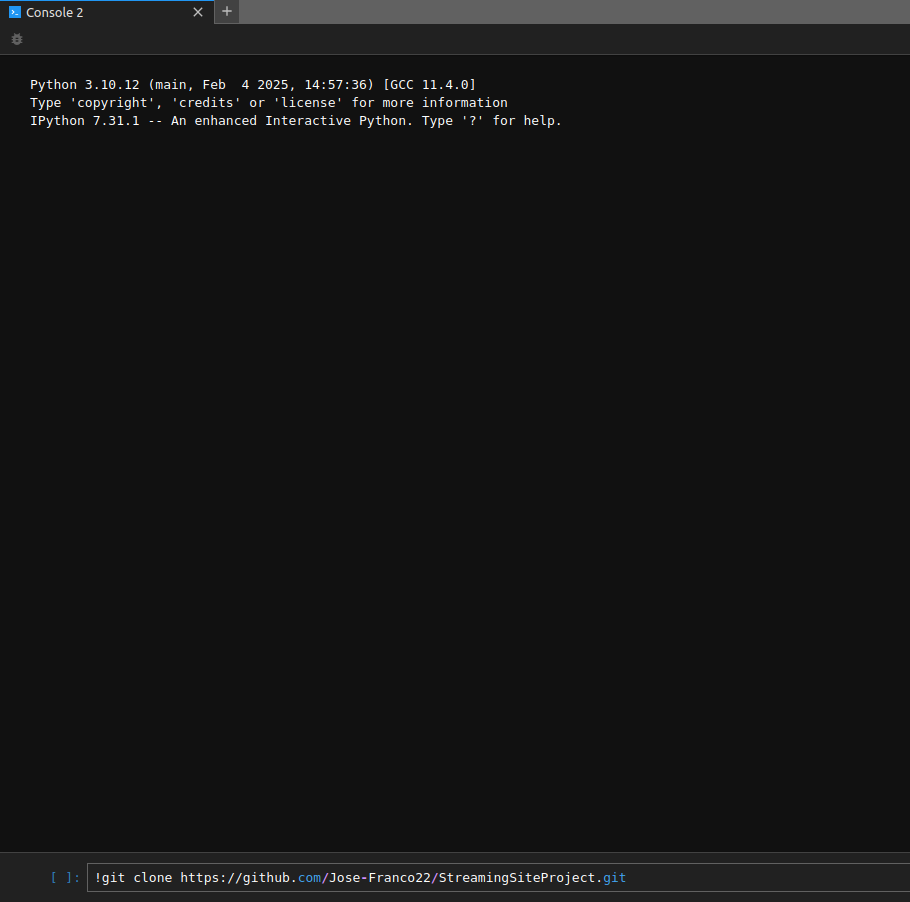 Console 2
Python 3.10.12 (main, Feb  4 2025, 14:57:36) [GCC 11.4.0]
Type 'copyright', 'credits' or 'license' for more information
IPython 7.31.1 -- An enhanced Interactive Python. Type '?' for help.
[ ]: !git clone https://github.com/Jose-Franco22/StreamingSiteProject.git